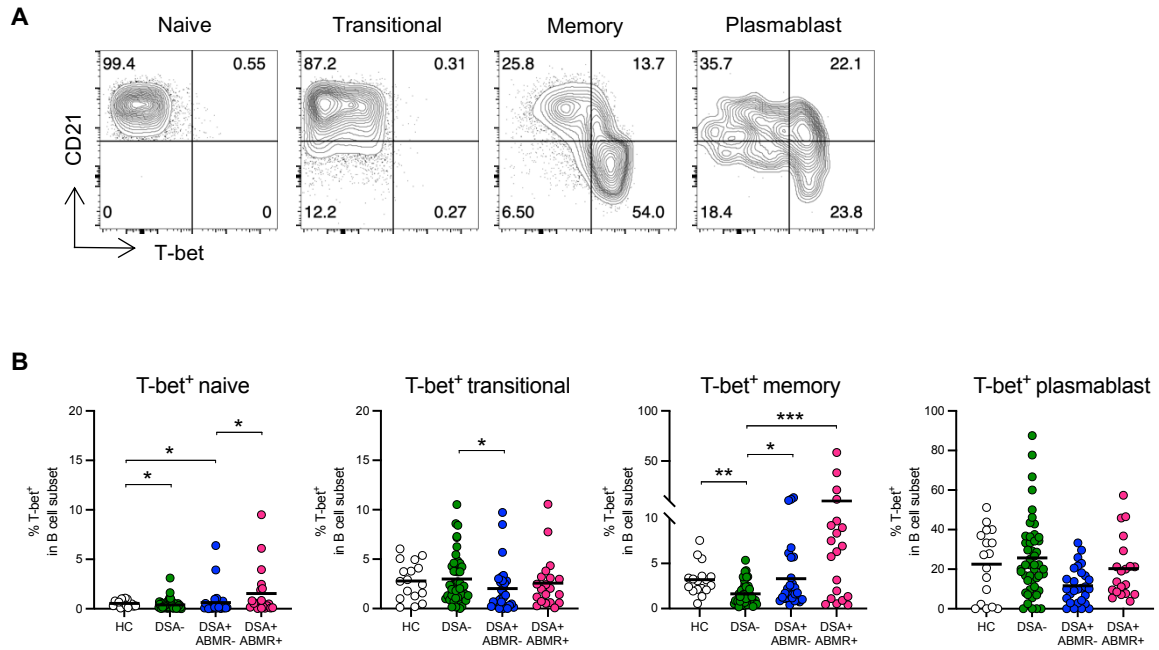 A
Naive
Transitional
Memory
Plasmablast
99.4 0.55
87.2 0.31
25.8 13.7
35.7 22.1
CD21
0 0
12.2 0.27
6.50 54.0
18.4 23.8
T-bet
B
T-bet+ naive
% T-bet+
in B cell subset
20
15
10
5
0
*
*
*
HC
DSA-
DSA+
ABMR-
DSA+
ABMR+
T-bet+ transitional
% T-bet+
in B cell subset
20
15
10
5
0
*
HC
DSA-
DSA+
ABMR-
DSA+
ABMR+
T-bet+ memory
% T-bet+
in B cell subset
100
50
10
5
0
***
*
**
HC
DSA-
DSA+
ABMR-
DSA+
ABMR+
T-bet+ plasmablast
% T-bet+
in B cell subset
100
80
60
40
20
0
HC
DSA-
DSA+
ABMR-
DSA+
ABMR+